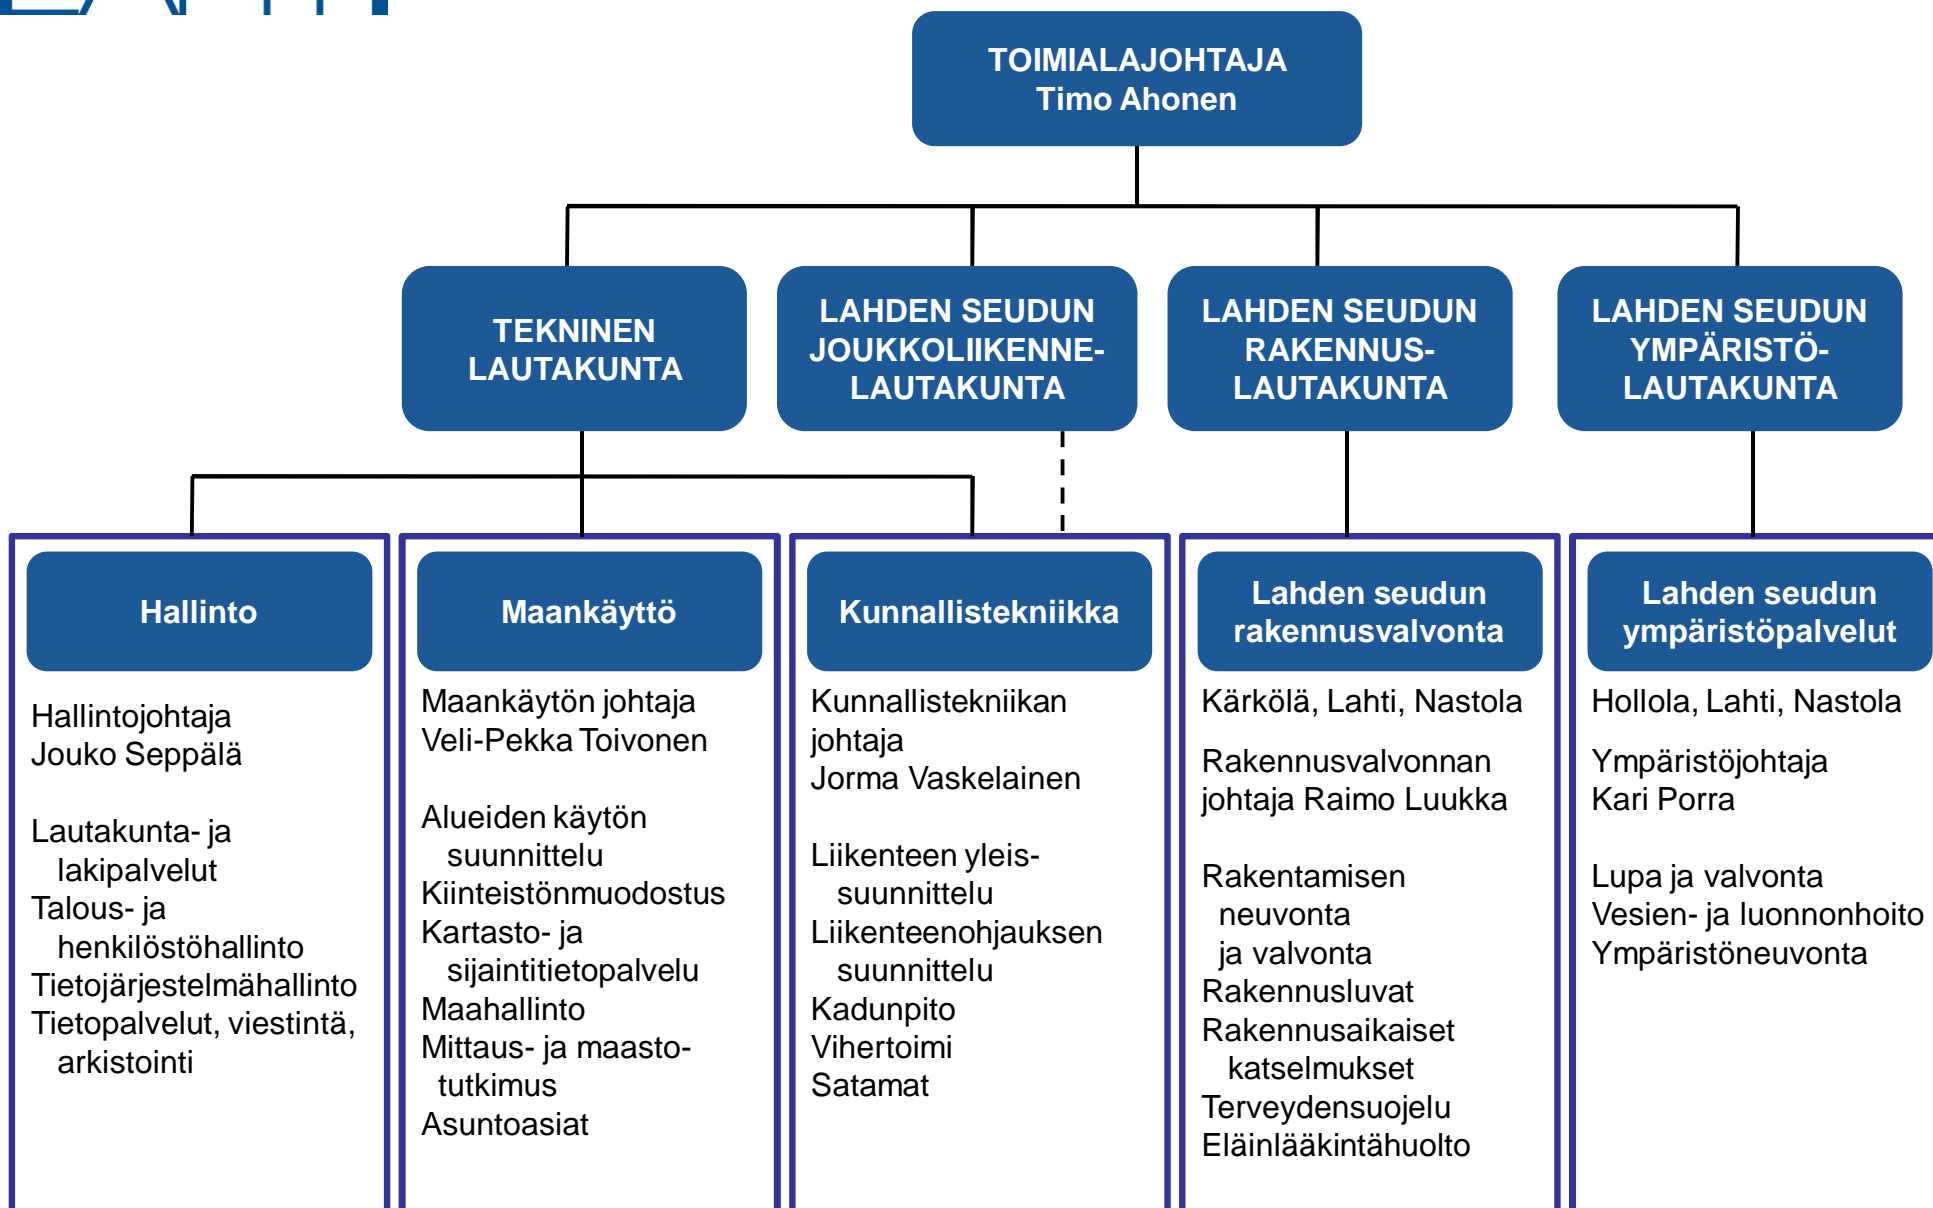 TOIMIALAJOHTAJA
Timo Ahonen
TEKNINEN
LAUTAKUNTA
LAHDEN SEUDUN
JOUKKOLIIKENNE-
LAUTAKUNTA
LAHDEN SEUDUN
RAKENNUS-
LAUTAKUNTA
LAHDEN SEUDUN
YMPÄRISTÖ-
LAUTAKUNTA
Hallinto
Hallintojohtaja
Jouko Seppälä
Lautakunta- ja
lakipalvelut
Talous- ja
henkilöstöhallinto
Tietojärjestelmähallinto
Tietopalvelut, viestintä,
arkistointi
Maankäyttö
Maankäytön johtaja
Veli-Pekka Toivonen
Alueiden käytön
suunnittelu
Kiinteistönmuodostus
Kartasto- ja
sijaintitietopalvelu
Maahallinto
Mittaus- ja maasto-
tutkimus
Asuntoasiat
Kunnallistekniikka
Kunnallistekniikan
johtaja
Jorma Vaskelainen
Liikenteen yleis-
suunnittelu
Liikenteenohjauksen
suunnittelu
Kadunpito
Vihertoimi
Satamat
Lahden seudun
rakennusvalvonta
Kärkölä, Lahti, Nastola
Rakennusvalvonnan
johtaja Raimo Luukka
Rakentamisen
neuvonta
ja valvonta
Rakennusluvat
Rakennusaikaiset
katselmukset
Terveydensuojelu
Eläinlääkintähuolto
Lahden seudun
ympäristöpalvelut
Hollola, Lahti, Nastola
Ympäristöjohtaja
Kari Porra
Lupa ja valvonta
Vesien- ja luonnonhoito
Ympäristöneuvonta